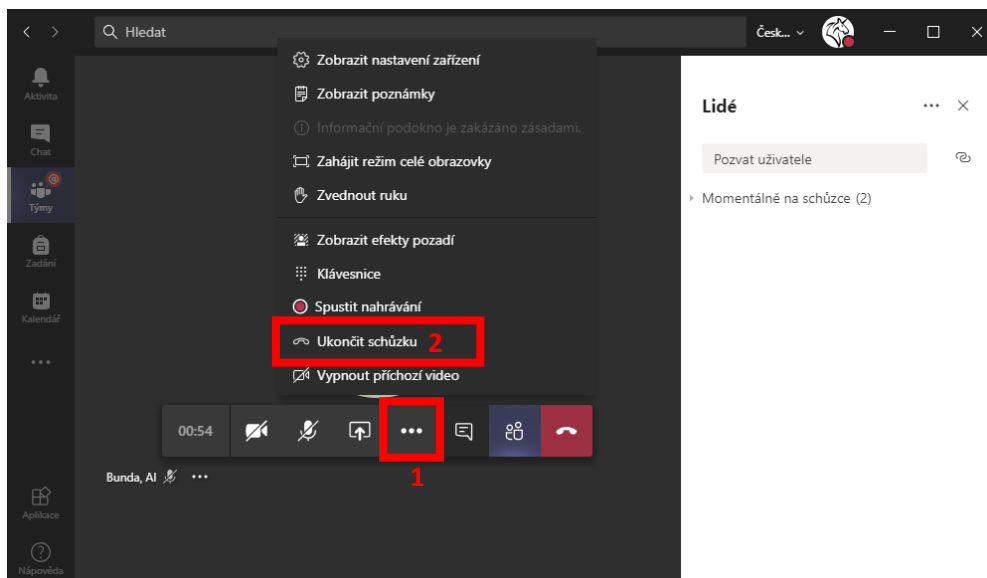 Hledat
Česk...
Aktivita
Chat
Týmy
Zadání
Kalendář
Aplikace
Nápověda
Zobrazit nastavení zařízení
Zobrazit poznámky
Informační podokno je zakázáno zásadami.
Zahájit režim celé obrazovky
Zvednout ruku
Zobrazit efekty pozadí
Klávesnice
Spustit nahrávání
Ukončit schůzku 2
Vypnout příchozí video
00:54
1
Bunda, Al
Lidé
Pozvat uživatele
Momentálně na schůzce (2)